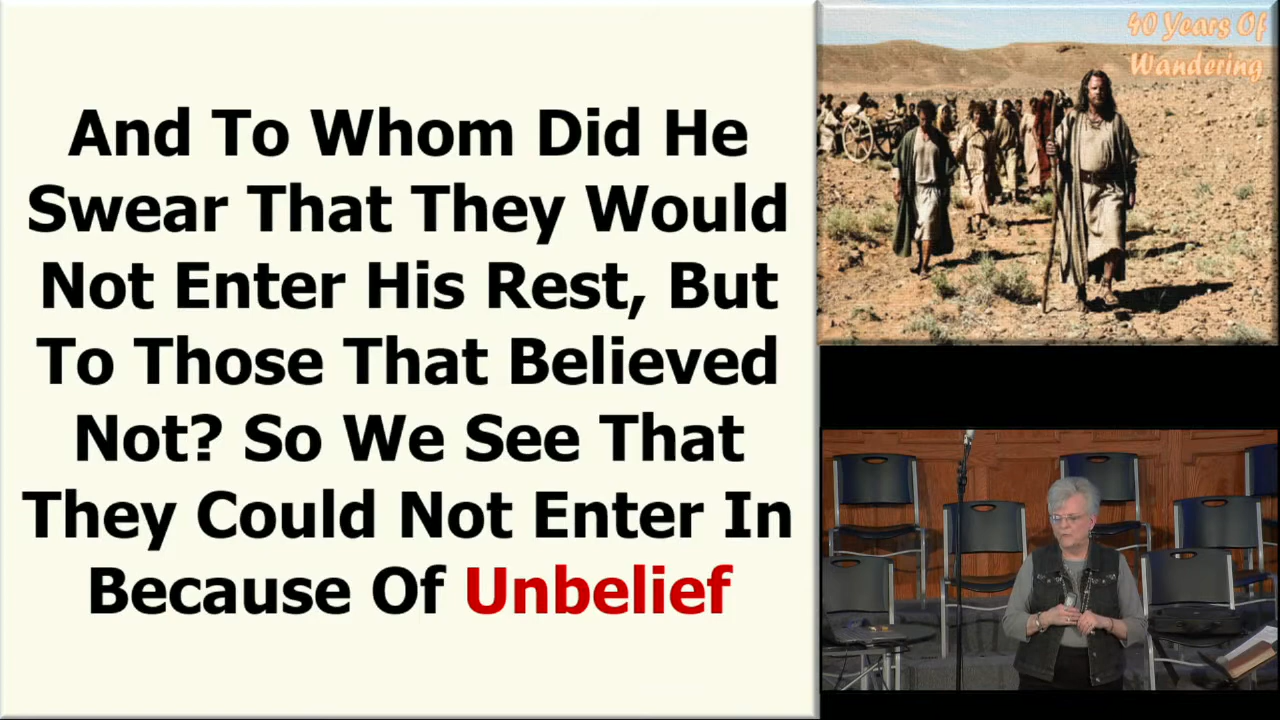 And To Whom Did He
Swear That They Would
Not Enter His Rest, But
To Those That Believed
Not? So We See That
They Could Not Enter In
Because Of Unbelief
40 Years Of
Wandering